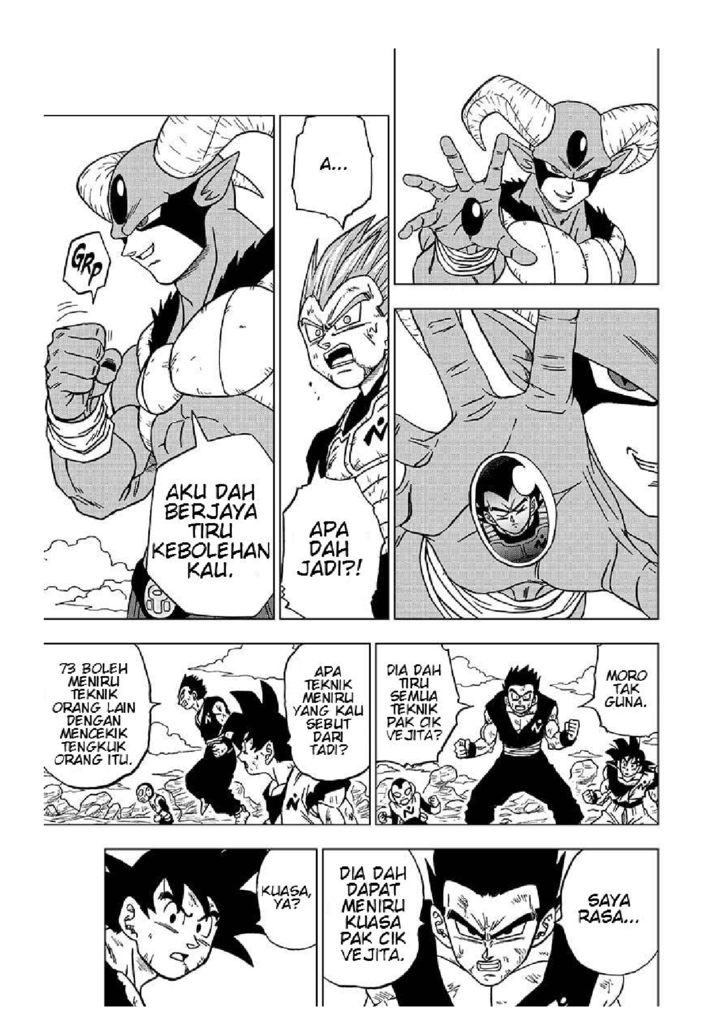 A...
APA
DAH
JADI?!
GRP
AKU DAH
BERJAYA
TIRU
KEBOLEHAN
KAU.
MORO
TAK
GUNA.
DIA DAH
TIRU
SEMUA
TEKNIK
PAK CIK
VEJITA?
APA
TEKNIK
MENIRU
YANG KAU
SEBUT
DARI
TADI?
73 BOLEH
MENIRU
TEKNIK
ORANG LAIN
DENGAN
MENCEKIK
TENGKUK
ORANG ITU.
SAYA
RASA...
DIA DAH
DAPAT
MENIRU
KUASA
PAK CIK
VEJITA.
KUASA,
YA?